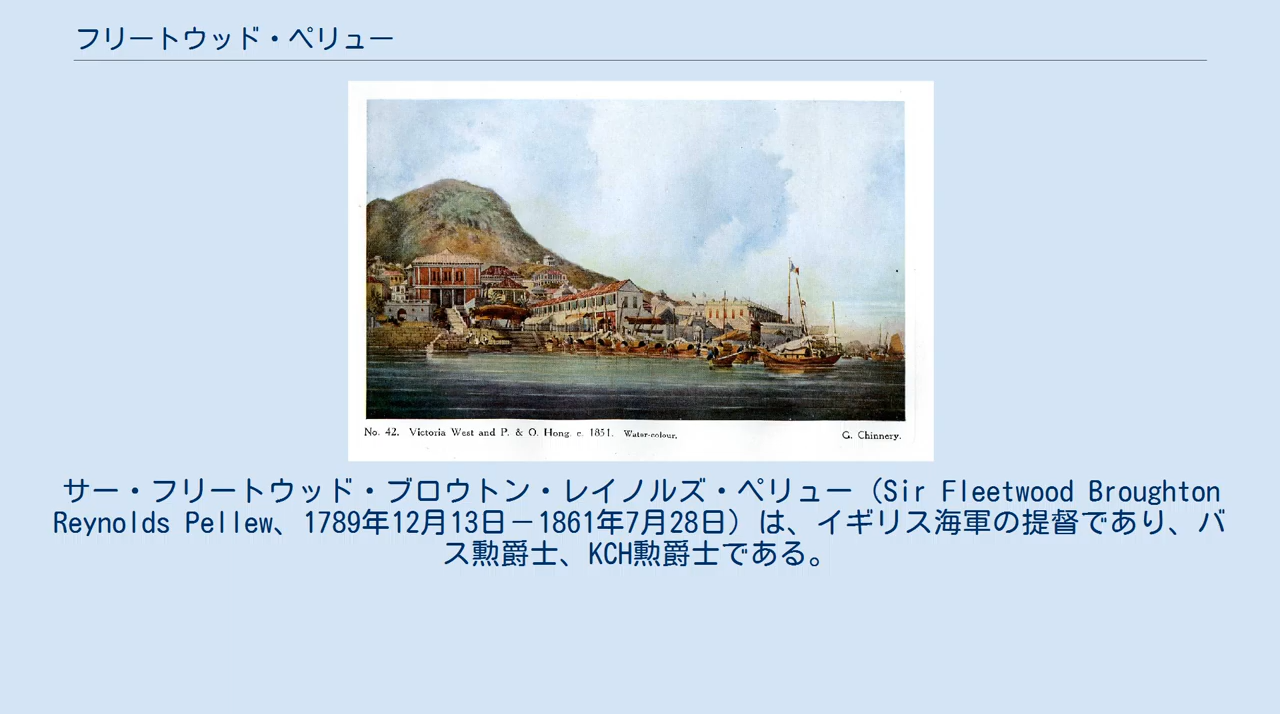 フリートウッド・ペリュー
No. 42. Victoria West and P. & O. Hong. c. 1851. Water-colour.
G. Chinnery.
サー・フリートウッド・ブロウトン・レイノルズ・ペリュー（Sir Fleetwood Broughton
Reynolds Pellew、1789年12月13日－1861年7月28日）は、イギリス海軍の提督であり、バ
ス勲爵士、KCH勲爵士である。